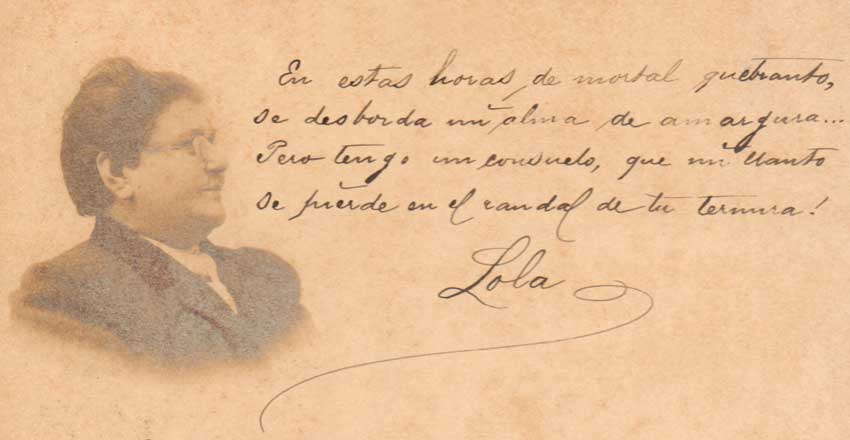 En estas horas de mortal quebranto,
se desborda mi alma de amargura...
Pero tengo un consuelo, que mi llanto
se pierde en el raudal de tu ternura!
Lola